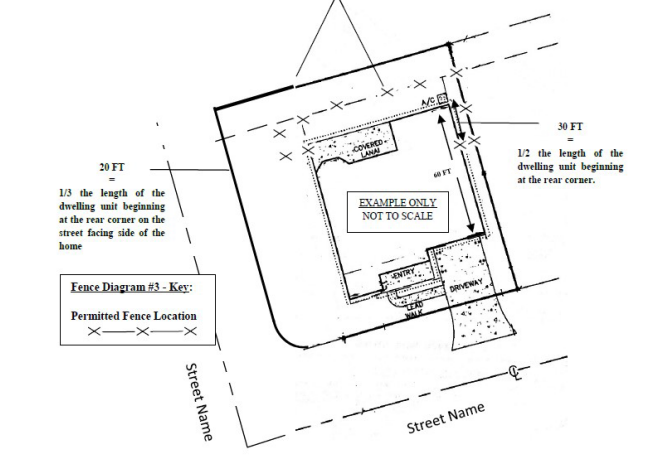 A/C
30 FT
=
1/2 the length of the
dwelling unit beginning
at the rear corner.
COVERED
LANAI
20 FT
=
1/3 the length of the
dwelling unit beginning
at the rear corner on the
street facing side of the
home
60 FT
EXAMPLE ONLY
NOT TO SCALE
Fence Diagram #3 - Key:
Permitted Fence Location
ENTRY
DRIVEWAY
LEAD
WALK
Street Name
Street Name
℄